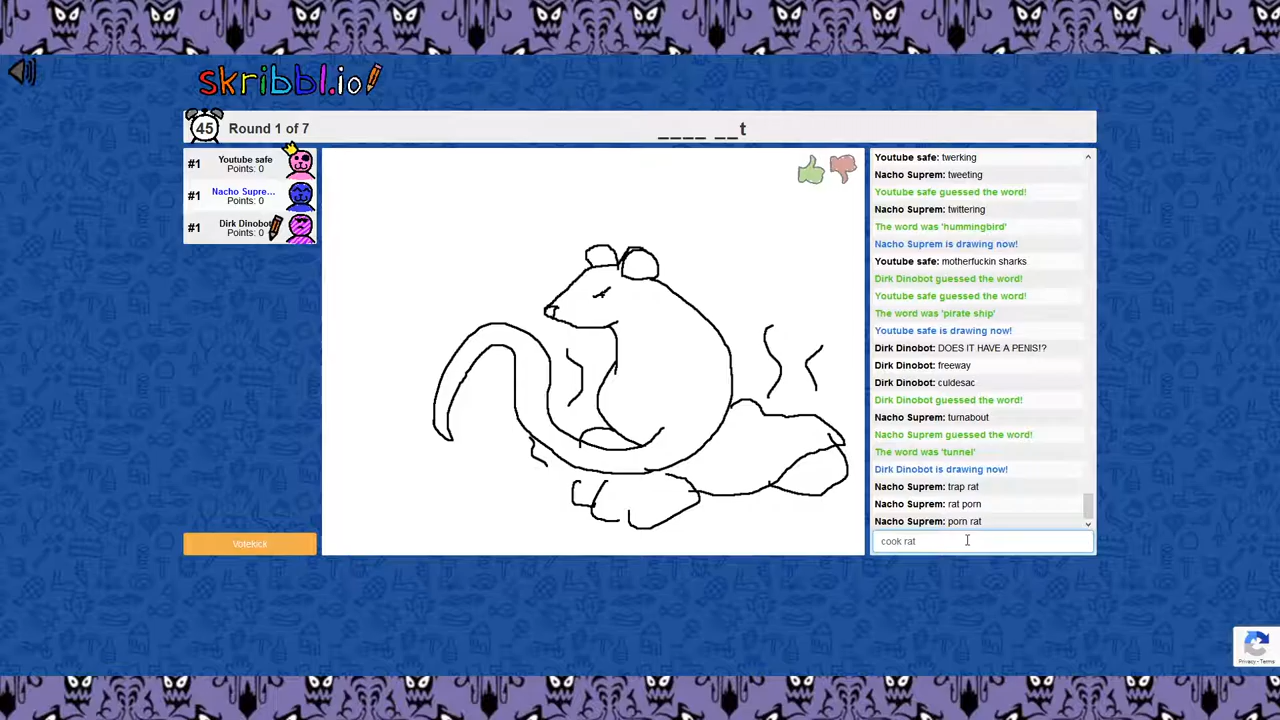 skribbl.io
45
Round 1 of 7
____ __t
#1
Youtube safe
Points: 0
#1
Nacho Supre...
Points: 0
#1
Dirk Dinobot
Points: 0
Votekick
Youtube safe: twerking
Nacho Suprem: tweeting
Youtube safe guessed the word!
Nacho Suprem: twittering
The word was 'hummingbird'
Nacho Suprem is drawing now!
Youtube safe: motherfuckin sharks
Dirk Dinobot guessed the word!
Youtube safe guessed the word!
The word was 'pirate ship'
Youtube safe is drawing now!
Dirk Dinobot: DOES IT HAVE A PENIS!?
Dirk Dinobot: freeway
Dirk Dinobot: culdesac
Dirk Dinobot guessed the word!
Nacho Suprem: turnabout
Nacho Suprem guessed the word!
The word was 'tunnel'
Dirk Dinobot is drawing now!
Nacho Suprem: trap rat
Nacho Suprem: rat porn
Nacho Suprem: porn rat
cook rat
Privacy - Terms